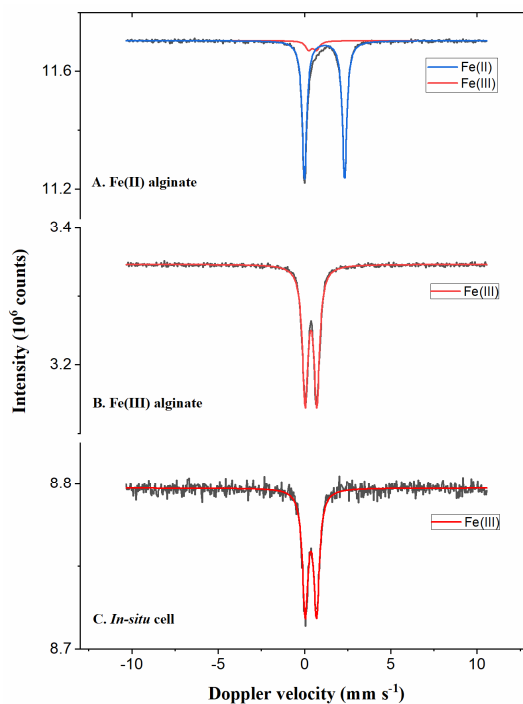 11.6
11.2
Fe(II)
Fe(III)
A. Fe(II) alginate
3.4
3.2
Fe(III)
B. Fe(III) alginate
8.8
8.7
Fe(III)
C. In-situ cell
-10
-5
0
5
10
Intensity (10⁶ counts)
Doppler velocity (mm s⁻¹)